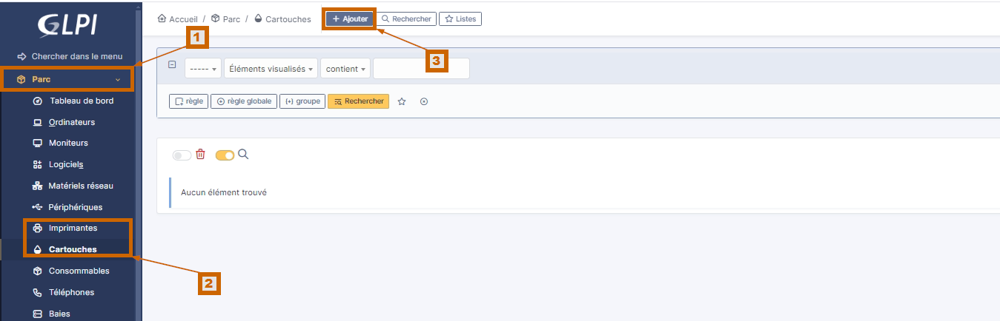 GLPI
Chercher dans le menu
Parc
Tableau de bord
Ordinateurs
Moniteurs
Logiciels
Matériels réseau
Périphériques
Imprimantes
Cartouches
Consommables
Téléphones
Baies
Accueil / Parc / Cartouches + Ajouter Rechercher Listes
1
3
----- Éléments visualisés contient
règle règle globale {+} groupe Rechercher
Aucun élément trouvé
2